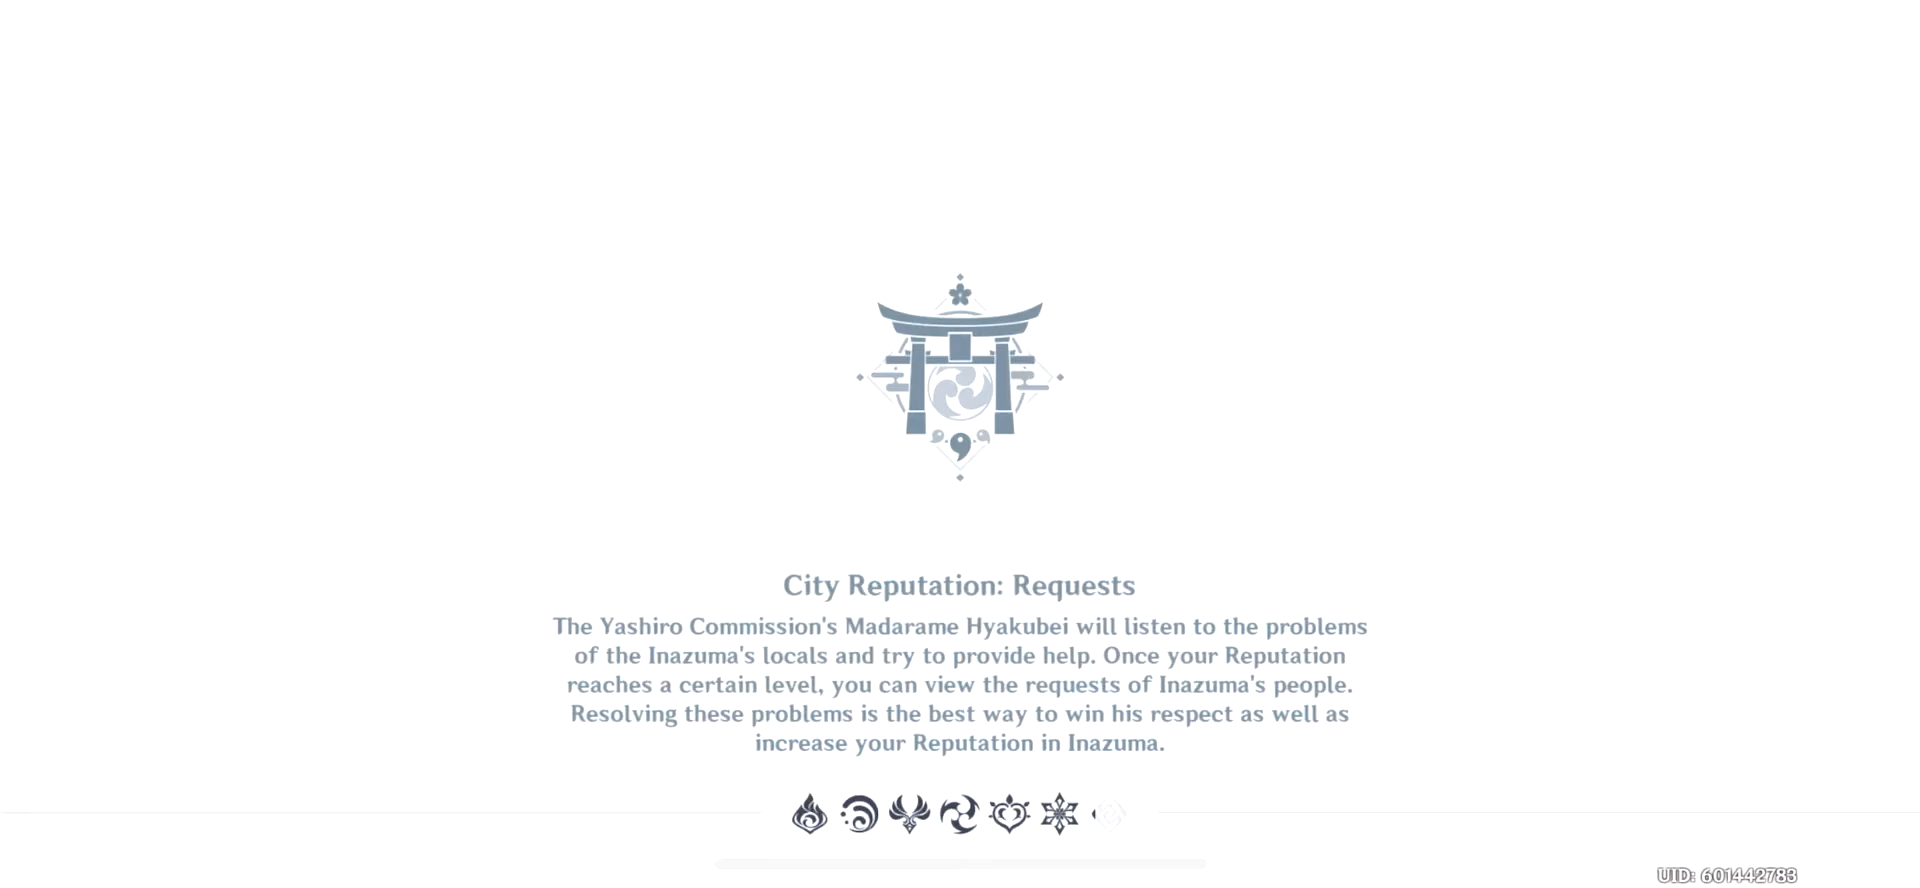 City Reputation: Requests
The Yashiro Commission's Madarame Hyakubei will listen to the problems
of the Inazuma's locals and try to provide help. Once your Reputation
reaches a certain level, you can view the requests of Inazuma's people.
Resolving these problems is the best way to win his respect as well as
increase your Reputation in Inazuma.
UID: 601442783